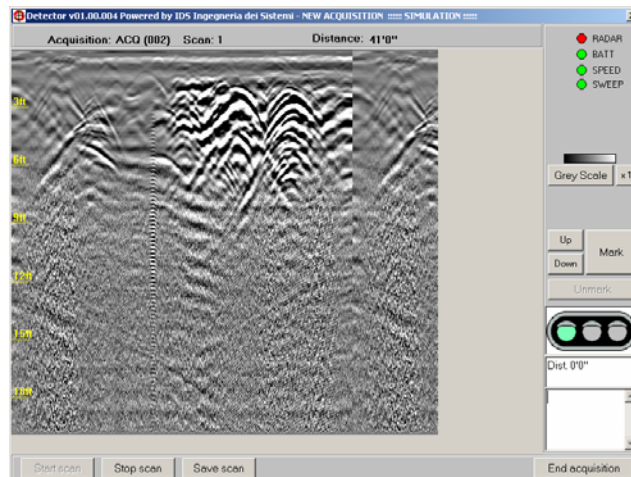 Detector v01.00.004 Powered by IDS Ingegneria dei Sistemi - NEW ACQUISITION ::::: SIMULATION :::::
Acquisition: ACQ (002) Scan: 1 Distance: 41'0"
RADAR
BATT
SPEED
SWEEP
3ft
6ft
9ft
12ft
15ft
18ft
Grey Scale
Up
Down
Mark
Unmark
Dist. 0'0"
Start scan
Stop scan
Save scan
End acquisition